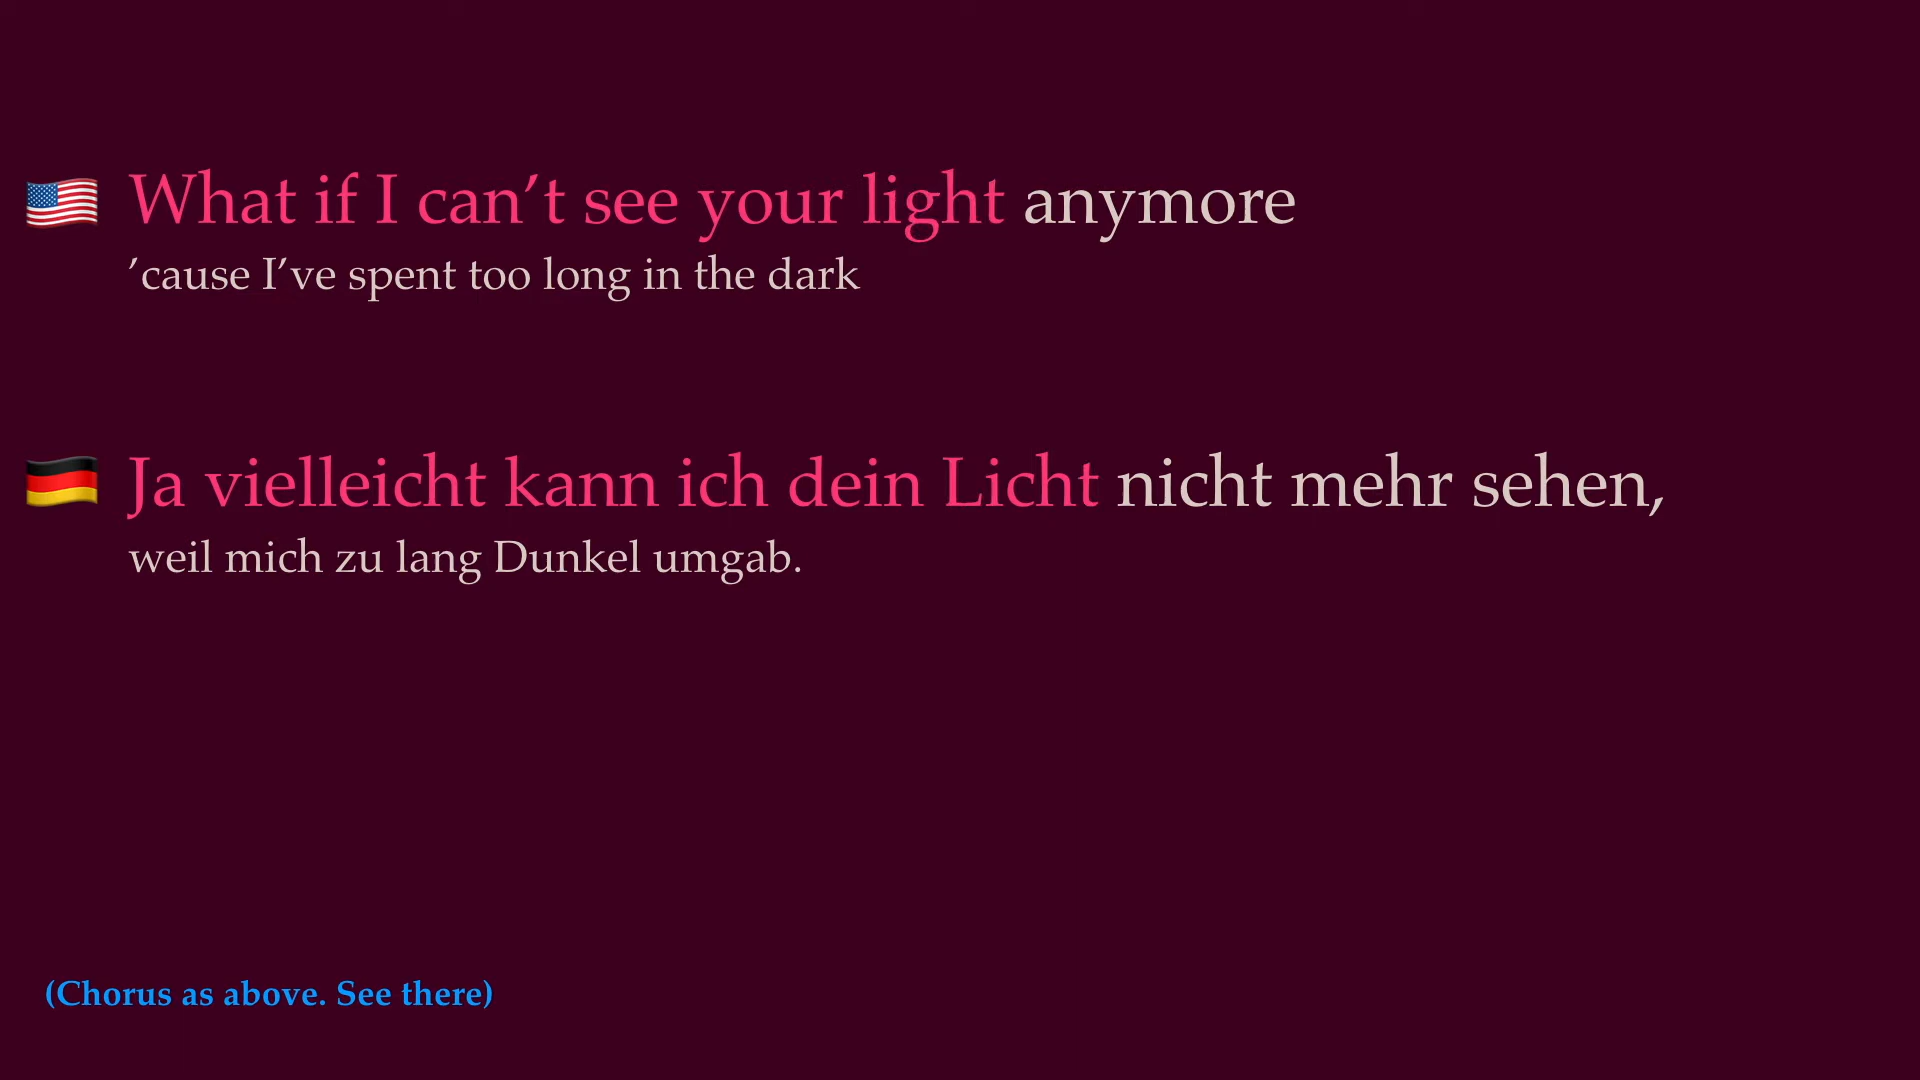 What if I can’t see your light anymore
’cause I’ve spent too long in the dark
Ja vielleicht kann ich dein Licht nicht mehr sehen,
weil mich zu lang Dunkel umgab.
(Chorus as above. See there)